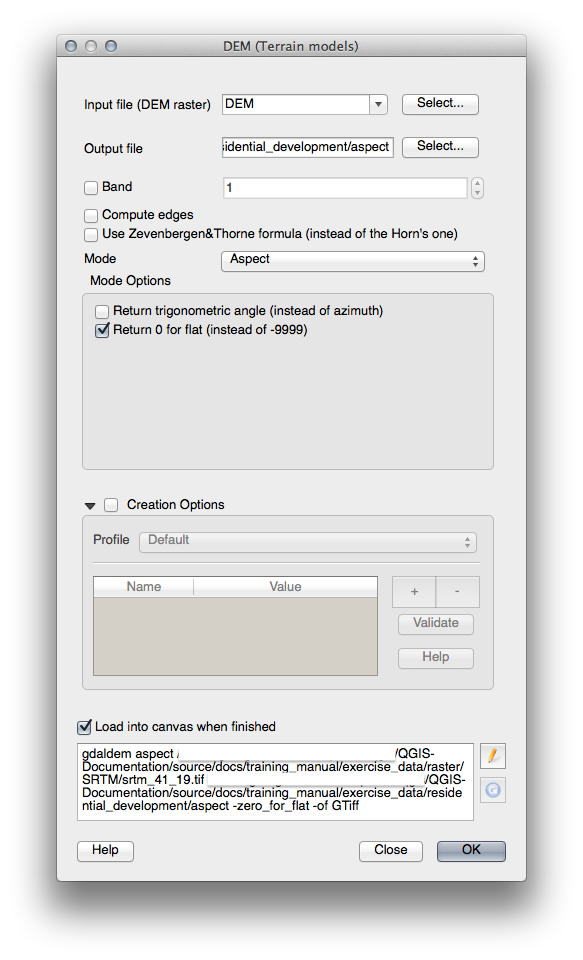 DEM (Terrain models)
Input file (DEM raster) DEM Select...
Output file sidential_development/aspect Select...
Band 1
Compute edges
Use Zevenbergen&Thorne formula (instead of the Horn's one)
Mode Aspect
Mode Options
Return trigonometric angle (instead of azimuth)
Return 0 for flat (instead of -9999)
Creation Options
Profile Default
Name Value + -
Validate
Help
Load into canvas when finished
gdaldem aspect / /QGIS-
Documentation/source/docs/training_manual/exercise_data/raster/
SRTM/srtm_41_19.tif /QGIS-
Documentation/source/docs/training_manual/exercise_data/reside
ntial_development/aspect -zero_for_flat -of GTiff
Help Close OK